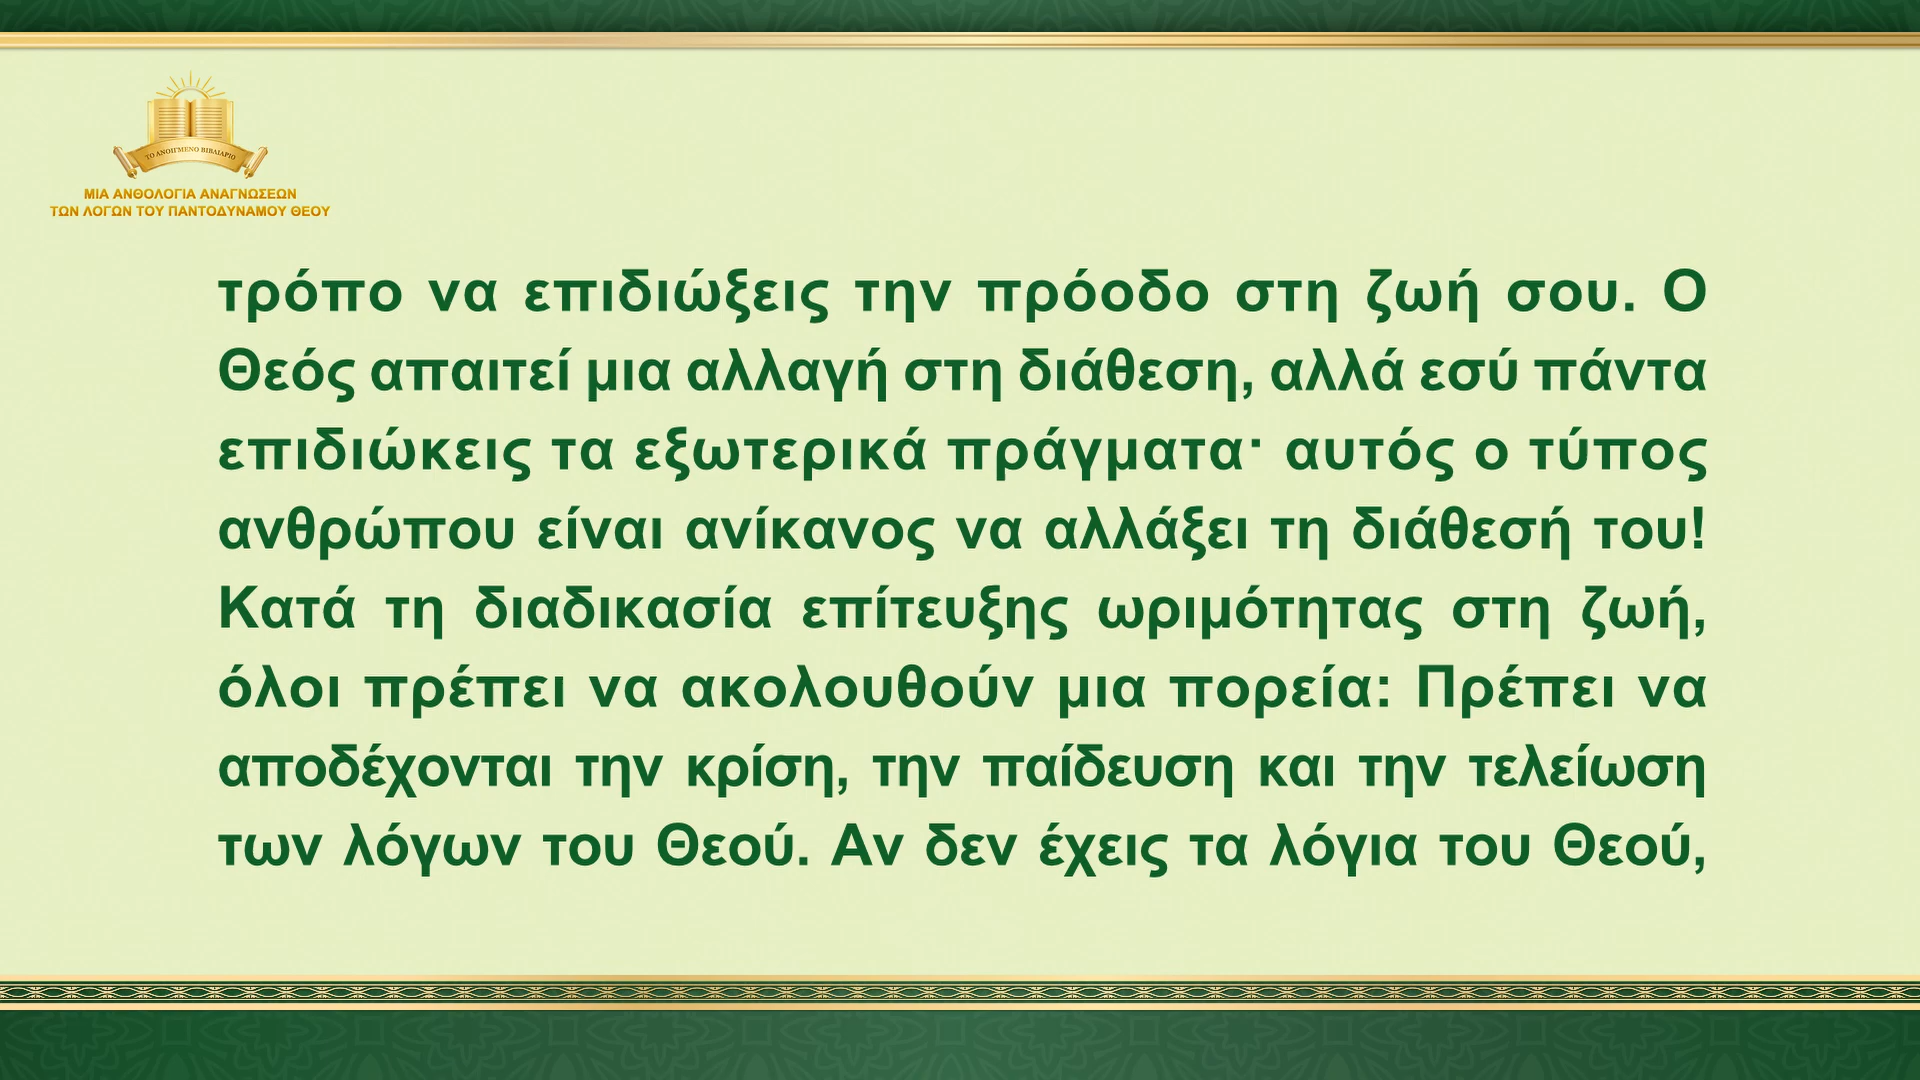 ΤΟ ΑΝΟΙΓΜΕΝΟ ΒΙΒΛΙΑΡΙΟ
ΜΙΑ ΑΝΘΟΛΟΓΙΑ ΑΝΑΓΝΩΣΕΩΝ
ΤΩΝ ΛΟΓΩΝ ΤΟΥ ΠΑΝΤΟΔΥΝΑΜΟΥ ΘΕΟΥ
τρόπο να επιδιώξεις την πρόοδο στη ζωή σου. Ο
Θεός απαιτεί μια αλλαγή στη διάθεση, αλλά εσύ πάντα
επιδιώκεις τα εξωτερικά πράγματα· αυτός ο τύπος
ανθρώπου είναι ανίκανος να αλλάξει τη διάθεσή του!
Κατά τη διαδικασία επίτευξης ωριμότητας στη ζωή,
όλοι πρέπει να ακολουθούν μια πορεία: Πρέπει να
αποδέχονται την κρίση, την παίδευση και την τελείωση
των λόγων του Θεού. Αν δεν έχεις τα λόγια του Θεού,